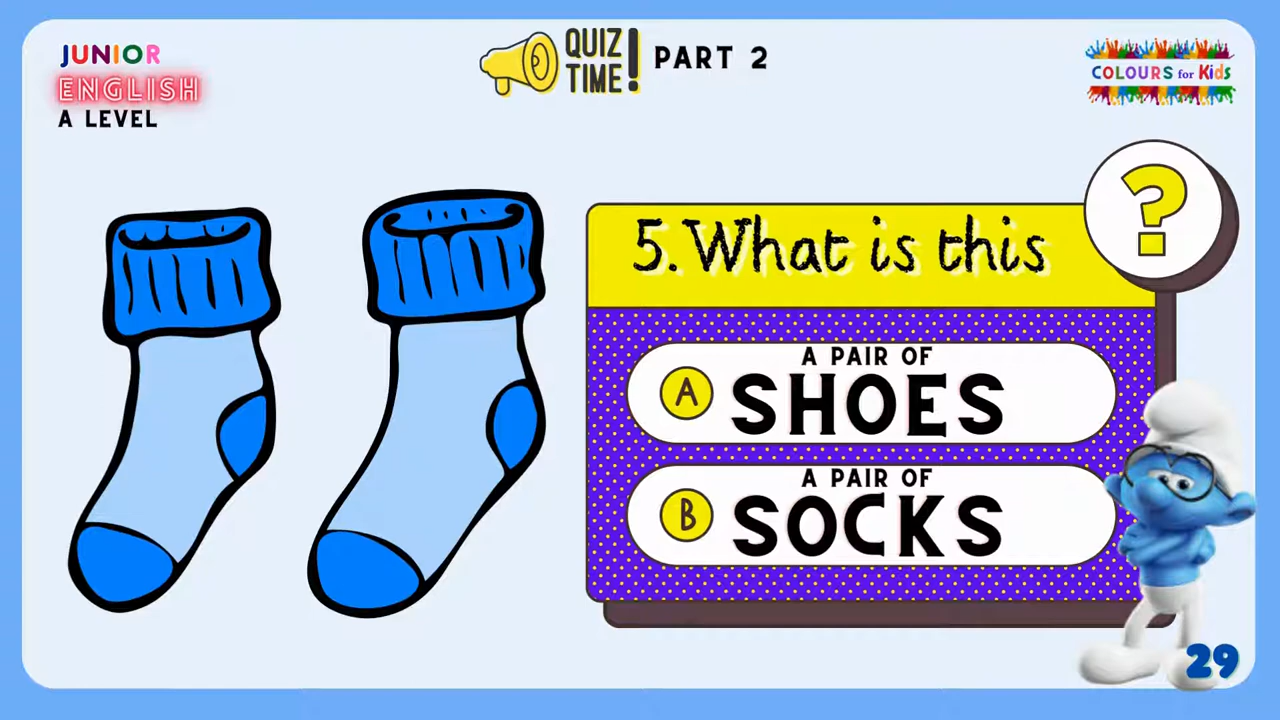 JUNIOR
ENGLISH
A LEVEL
QUIZ
TIME!
PART 2
COLOURS for Kids
5. What is this
?
A PAIR OF
A SHOES
A PAIR OF
B SOCKS
29